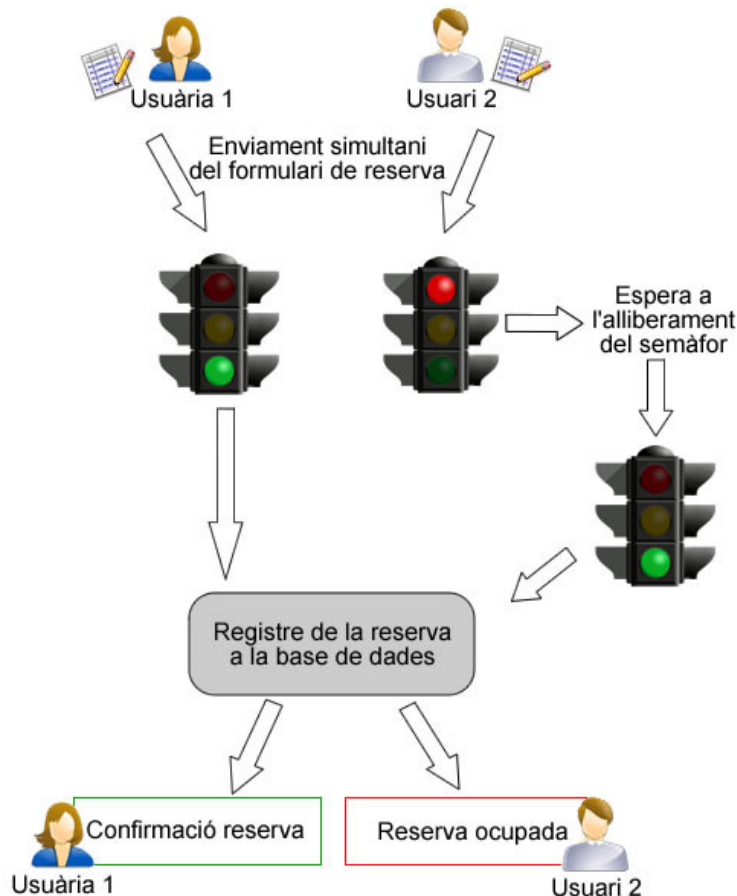 Usuària 1
Usuari 2
Enviament simultani
del formulari de reserva
Espera a
l'alliberament
del semàfor
Registre de la reserva
a la base de dades
Confirmació reserva
Reserva ocupada
Usuària 1
Usuari 2